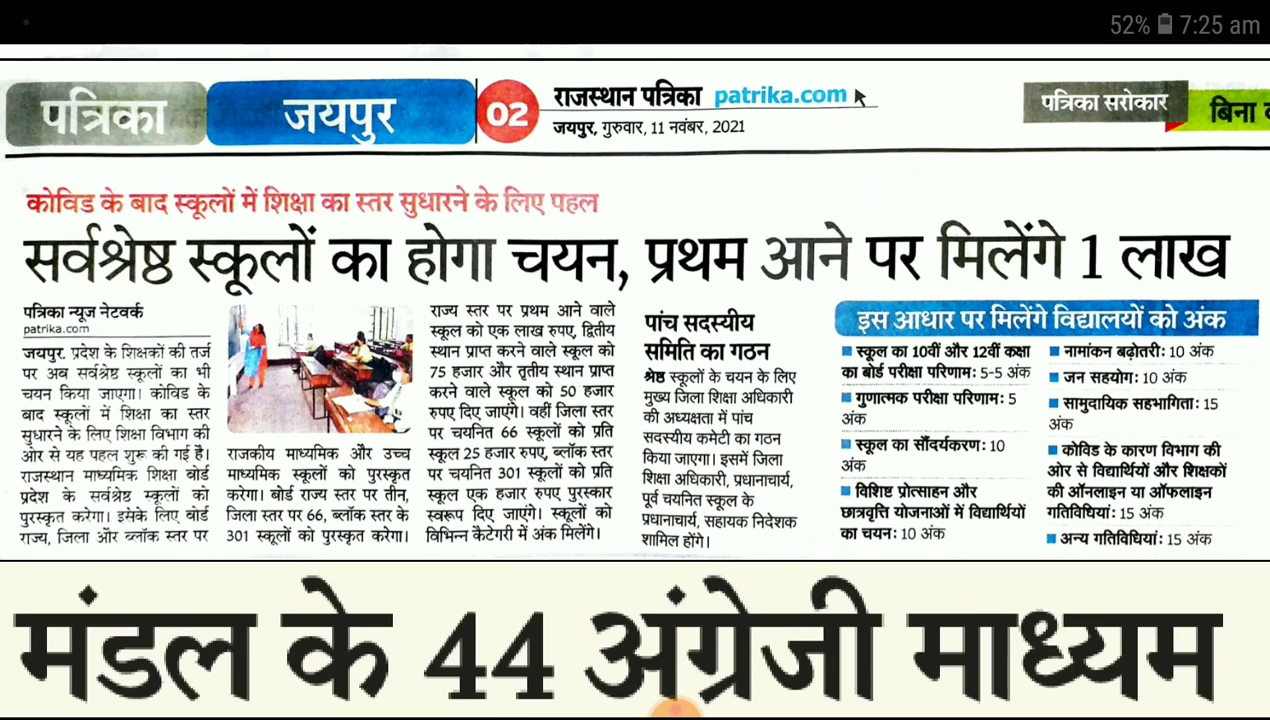 52% 7:25 am
पत्रिका
जयपुर
02
राजस्थान पत्रिका patrika.com
जयपुर, गुरुवार, 11 नवंबर, 2021
पत्रिका सरोकार
बिना
कोविड के बाद स्कूलों में शिक्षा का स्तर सुधारने के लिए पहल
सर्वश्रेष्ठ स्कूलों का होगा चयन, प्रथम आने पर मिलेंगे 1 लाख
पत्रिका न्यूज नेटवर्क
patrika.com
जयपुर. प्रदेश के शिक्षकों की तर्ज
पर अब सर्वश्रेष्ठ स्कूलों का भी
चयन किया जाएगा। कोविड के
बाद स्कूलों में शिक्षा का स्तर
सुधारने के लिए शिक्षा विभाग की
ओर से यह पहल शुरू की गई है।
राजस्थान माध्यमिक शिक्षा बोर्ड
प्रदेश के सर्वश्रेष्ठ स्कूलों को
पुरस्कृत करेगा। इसके लिए बोर्ड
राज्य, जिला और ब्लॉक स्तर पर
राजकीय माध्यमिक और उच्च
माध्यमिक स्कूलों को पुरस्कृत
करेगा। बोर्ड राज्य स्तर पर तीन,
जिला स्तर पर 66, ब्लॉक स्तर के
301 स्कूलों को पुरस्कृत करेगा।
राज्य स्तर पर प्रथम आने वाले
स्कूल को एक लाख रुपए, द्वितीय
स्थान प्राप्त करने वाले स्कूल को
75 हजार और तृतीय स्थान प्राप्त
करने वाले स्कूल को 50 हजार
रुपए दिए जाएंगे। वहीं जिला स्तर
पर चयनित 66 स्कूलों को प्रति
स्कूल 25 हजार रुपए, ब्लॉक स्तर
पर चयनित 301 स्कूलों को प्रति
स्कूल एक हजार रुपए पुरस्कार
स्वरूप दिए जाएंगे। स्कूलों को
विभिन्न कैटेगरी में अंक मिलेंगे।
पांच सदस्यीय
समिति का गठन
श्रेष्ठ स्कूलों के चयन के लिए
मुख्य जिला शिक्षा अधिकारी
की अध्यक्षता में पांच
सदस्यीय कमेटी का गठन
किया जाएगा। इसमें जिला
शिक्षा अधिकारी, प्रधानाचार्य,
पूर्व चयनित स्कूल के
प्रधानाचार्य, सहायक निदेशक
शामिल होंगे।
इस आधार पर मिलेंगे विद्यालयों को अंक
स्कूल का 10वीं और 12वीं कक्षा
का बोर्ड परीक्षा परिणाम: 5-5 अंक
गुणात्मक परीक्षा परिणाम: 5
अंक
स्कूल का सौंदर्यकरण: 10
अंक
विशिष्ट प्रोत्साहन और
छात्रवृत्ति योजनाओं में विद्यार्थियों
का चयन: 10 अंक
नामांकन बढ़ोतरी: 10 अंक
जन सहयोग: 10 अंक
सामुदायिक सहभागिता: 15
अंक
कोविड के कारण विभाग की
ओर से विद्यार्थियों और शिक्षकों
की ऑनलाइन या ऑफलाइन
गतिविधियां: 15 अंक
अन्य गतिविधियां: 15 अंक
मंडल के 44 अंग्रेजी माध्यम